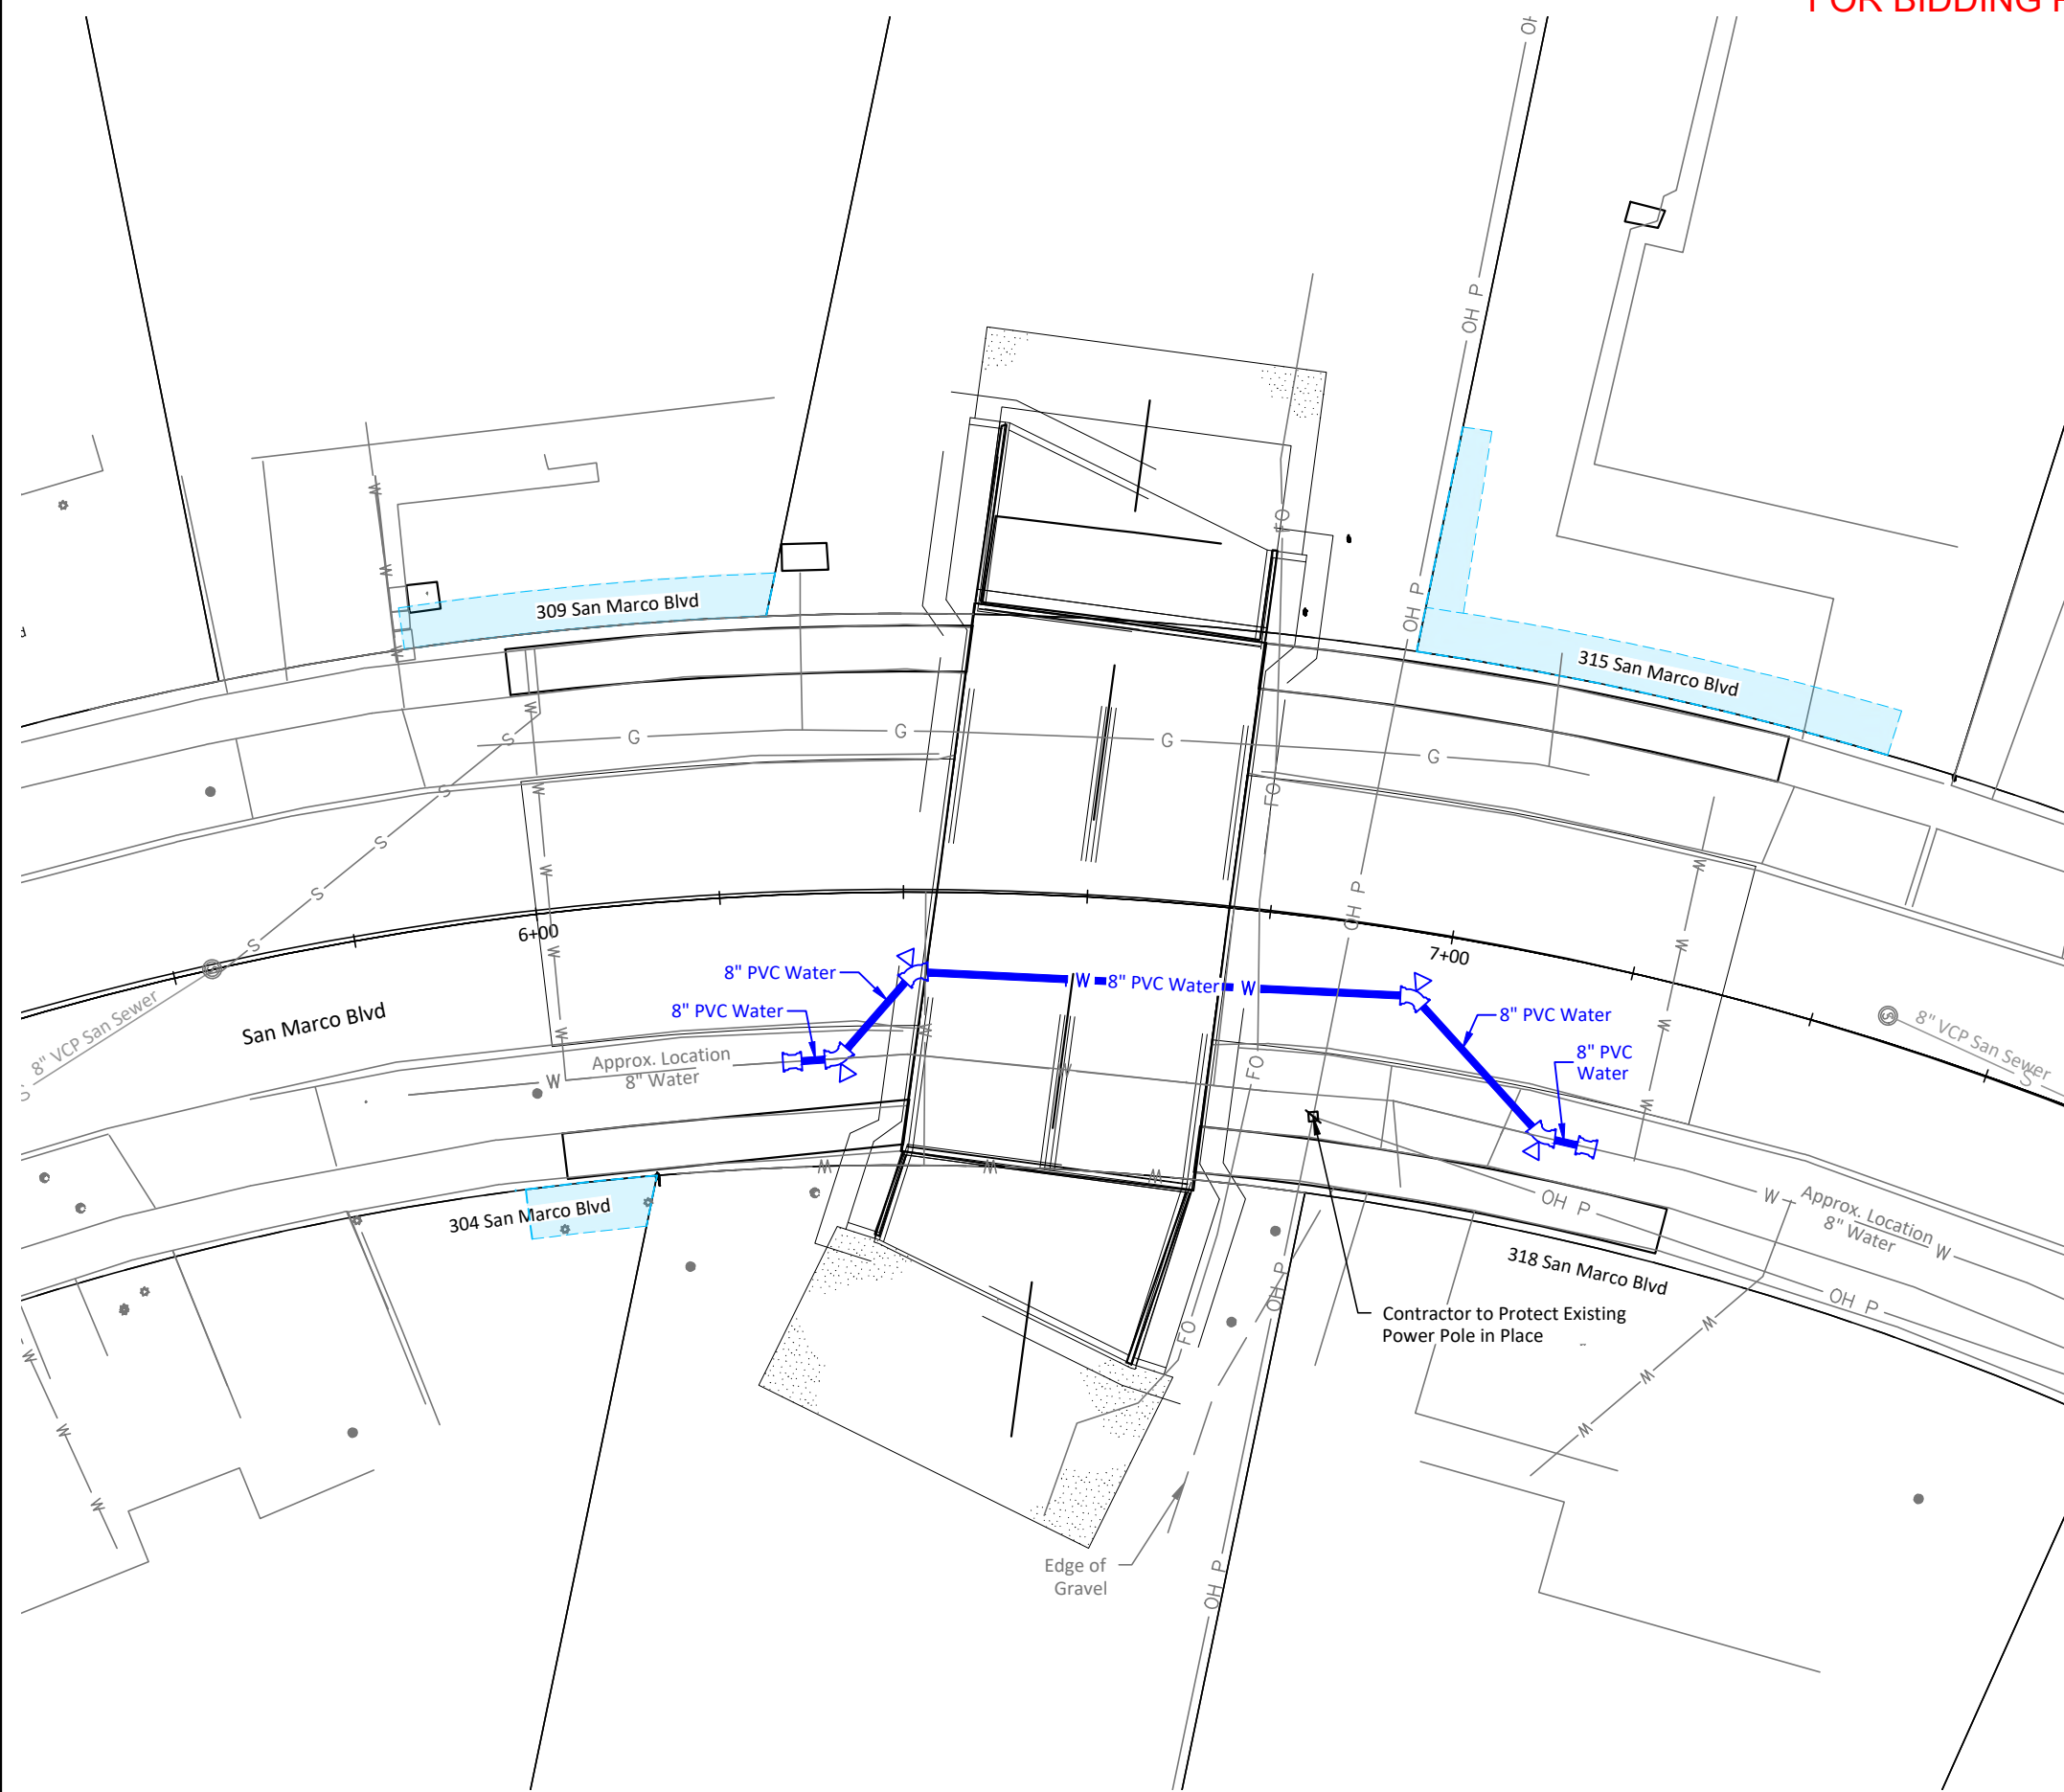 FOR BIDDING
OH
OH P
FO
309 San Marco Blvd
OH P
315 San Marco Blvd
W
W
W
W
S
G
G
G
G
S
W
FO
S
W
W
S
OH P
6+00
S
W
7+00
W
8" PVC Water
W
8" PVC Water
W
8" VCP San Sewer
San Marco Blvd
8" PVC Water
8" PVC Water
W
8" VCP San Sewer
S
W
W
Approx. Location
8" Water
W
W
FO
8" PVC
Water
W
S
W
W
W
OH P
W
Approx. Location
8" Water
W
304 San Marco Blvd
318 San Marco Blvd
OH P
OH P
FO
Contractor to Protect Existing
Power Pole in Place
W
W
W
W
W
W
Edge of
Gravel
OH P